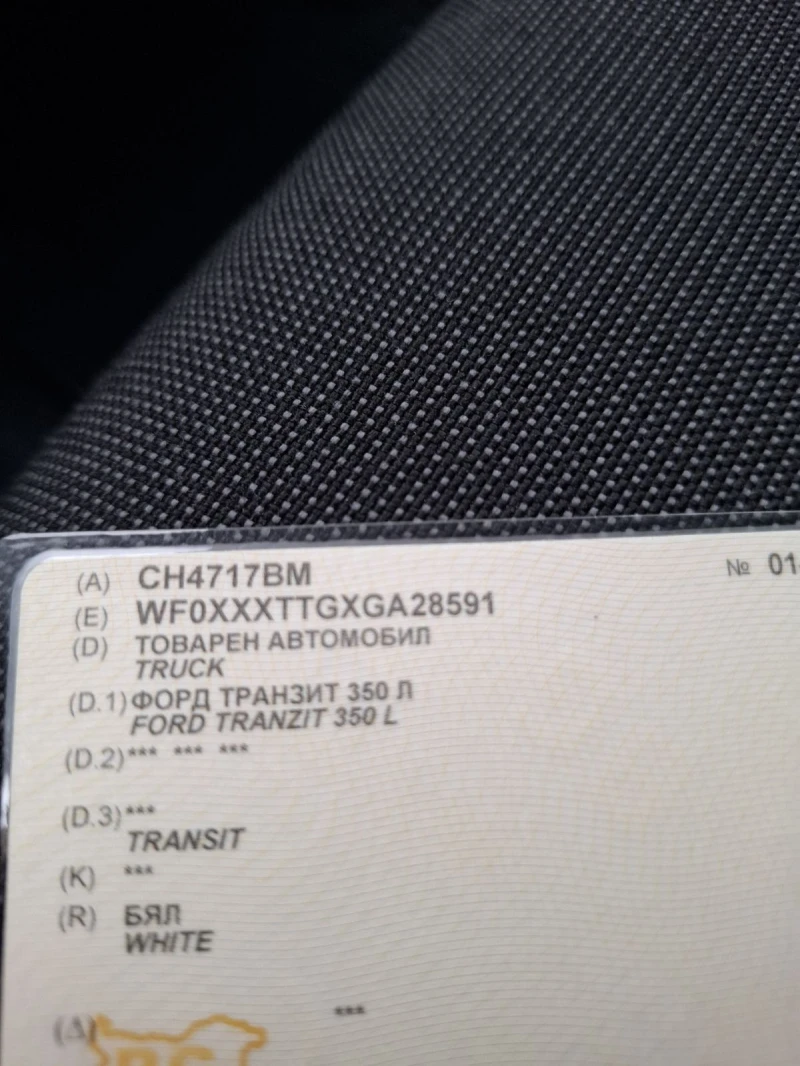 (A) CH4717BM № 01
(E) WF0XXXTTGXGA28591
(D) ТОВАРЕН АВТОМОБИЛ
TRUCK
(D.1) ФОРД ТРАНЗИТ 350 Л
FORD TRANZIT 350 L
(D.2) *** *** ***
(D.3) ***
TRANSIT
(K) ***
(R) БЯЛ
WHITE
(A) ***
BG